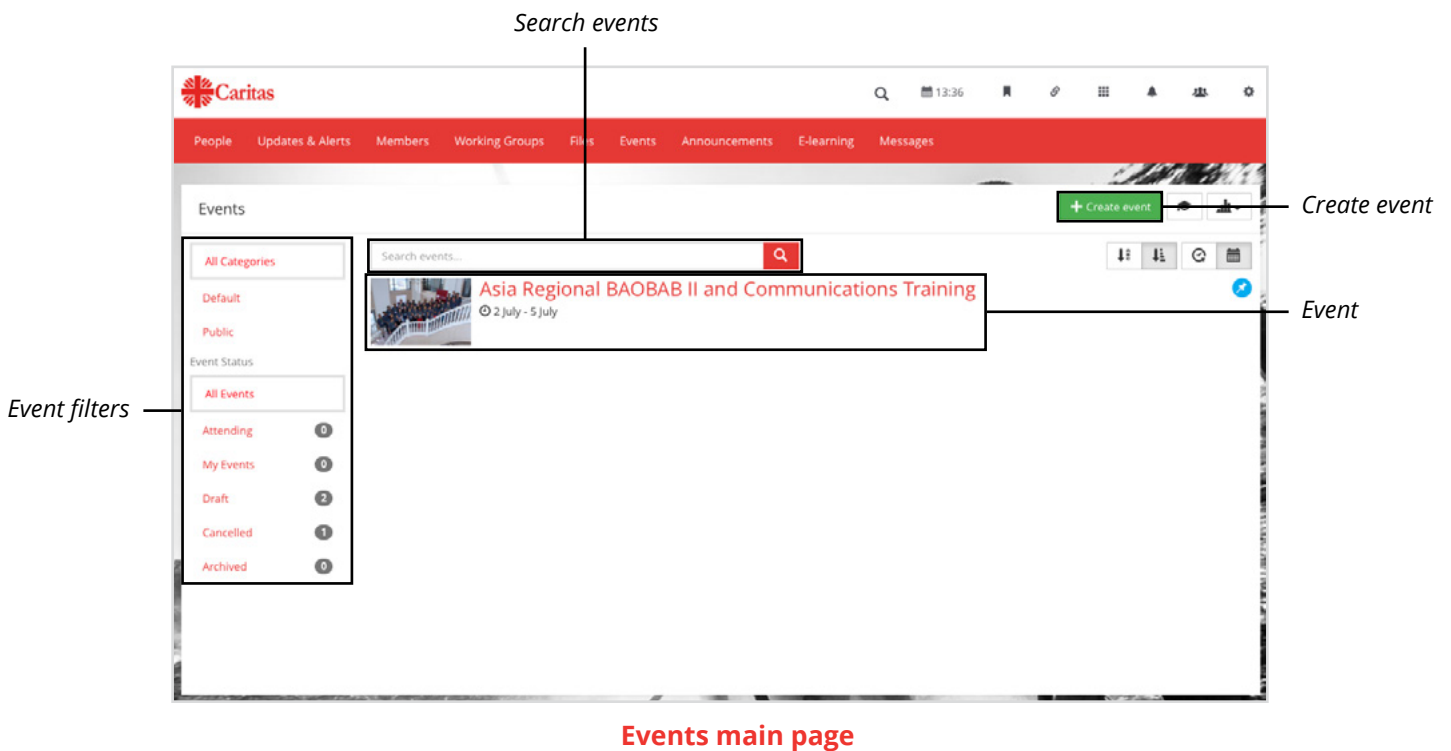 Search events
Caritas
13:36
People Updates & Alerts Members Working Groups Files Events Announcements E-learning Messages
Events
+ Create event
Create event
All Categories
Search events...
Default
Asia Regional BAOBAB II and Communications Training
2 July - 5 July
Event
Public
Event Status
All Events
Event filters
Attending 0
My Events 0
Draft 2
Cancelled 1
Archived 0
Events main page